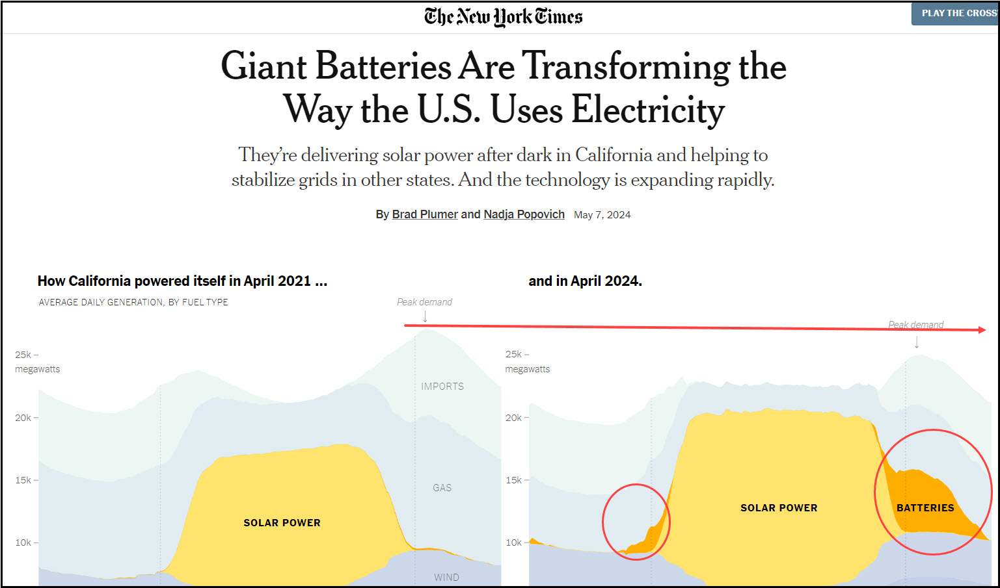 The New York Times
PLAY THE CROSS
Giant Batteries Are Transforming the
Way the U.S. Uses Electricity
They’re delivering solar power after dark in California and helping to
stabilize grids in other states. And the technology is expanding rapidly.
By Brad Plumer and Nadja Popovich May 7, 2024
How California powered itself in April 2021 ...
AVERAGE DAILY GENERATION, BY FUEL TYPE
Peak demand
25k
megawatts
20k
15k
10k
IMPORTS
GAS
SOLAR POWER
WIND
and in April 2024.
Peak demand
25k
megawatts
20k
15k
10k
SOLAR POWER
BATTERIES